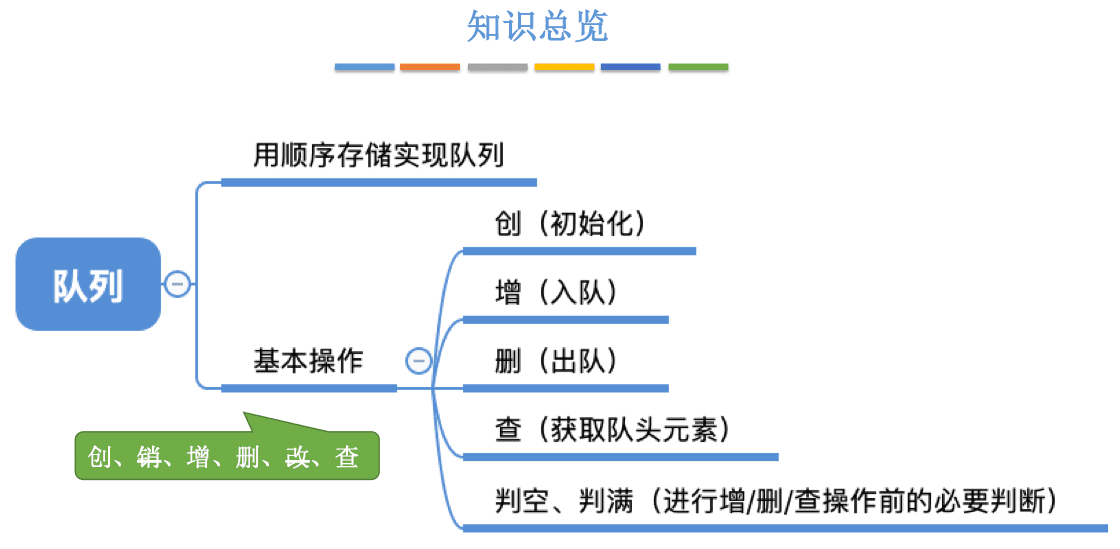 知识总览
用顺序存储实现队列
创（初始化）
增（入队）
队列
基本操作
删（出队）
查（获取队头元素）
创、销、增、删、改、查
判空、判满（进行增/删/查操作前的必要判断）